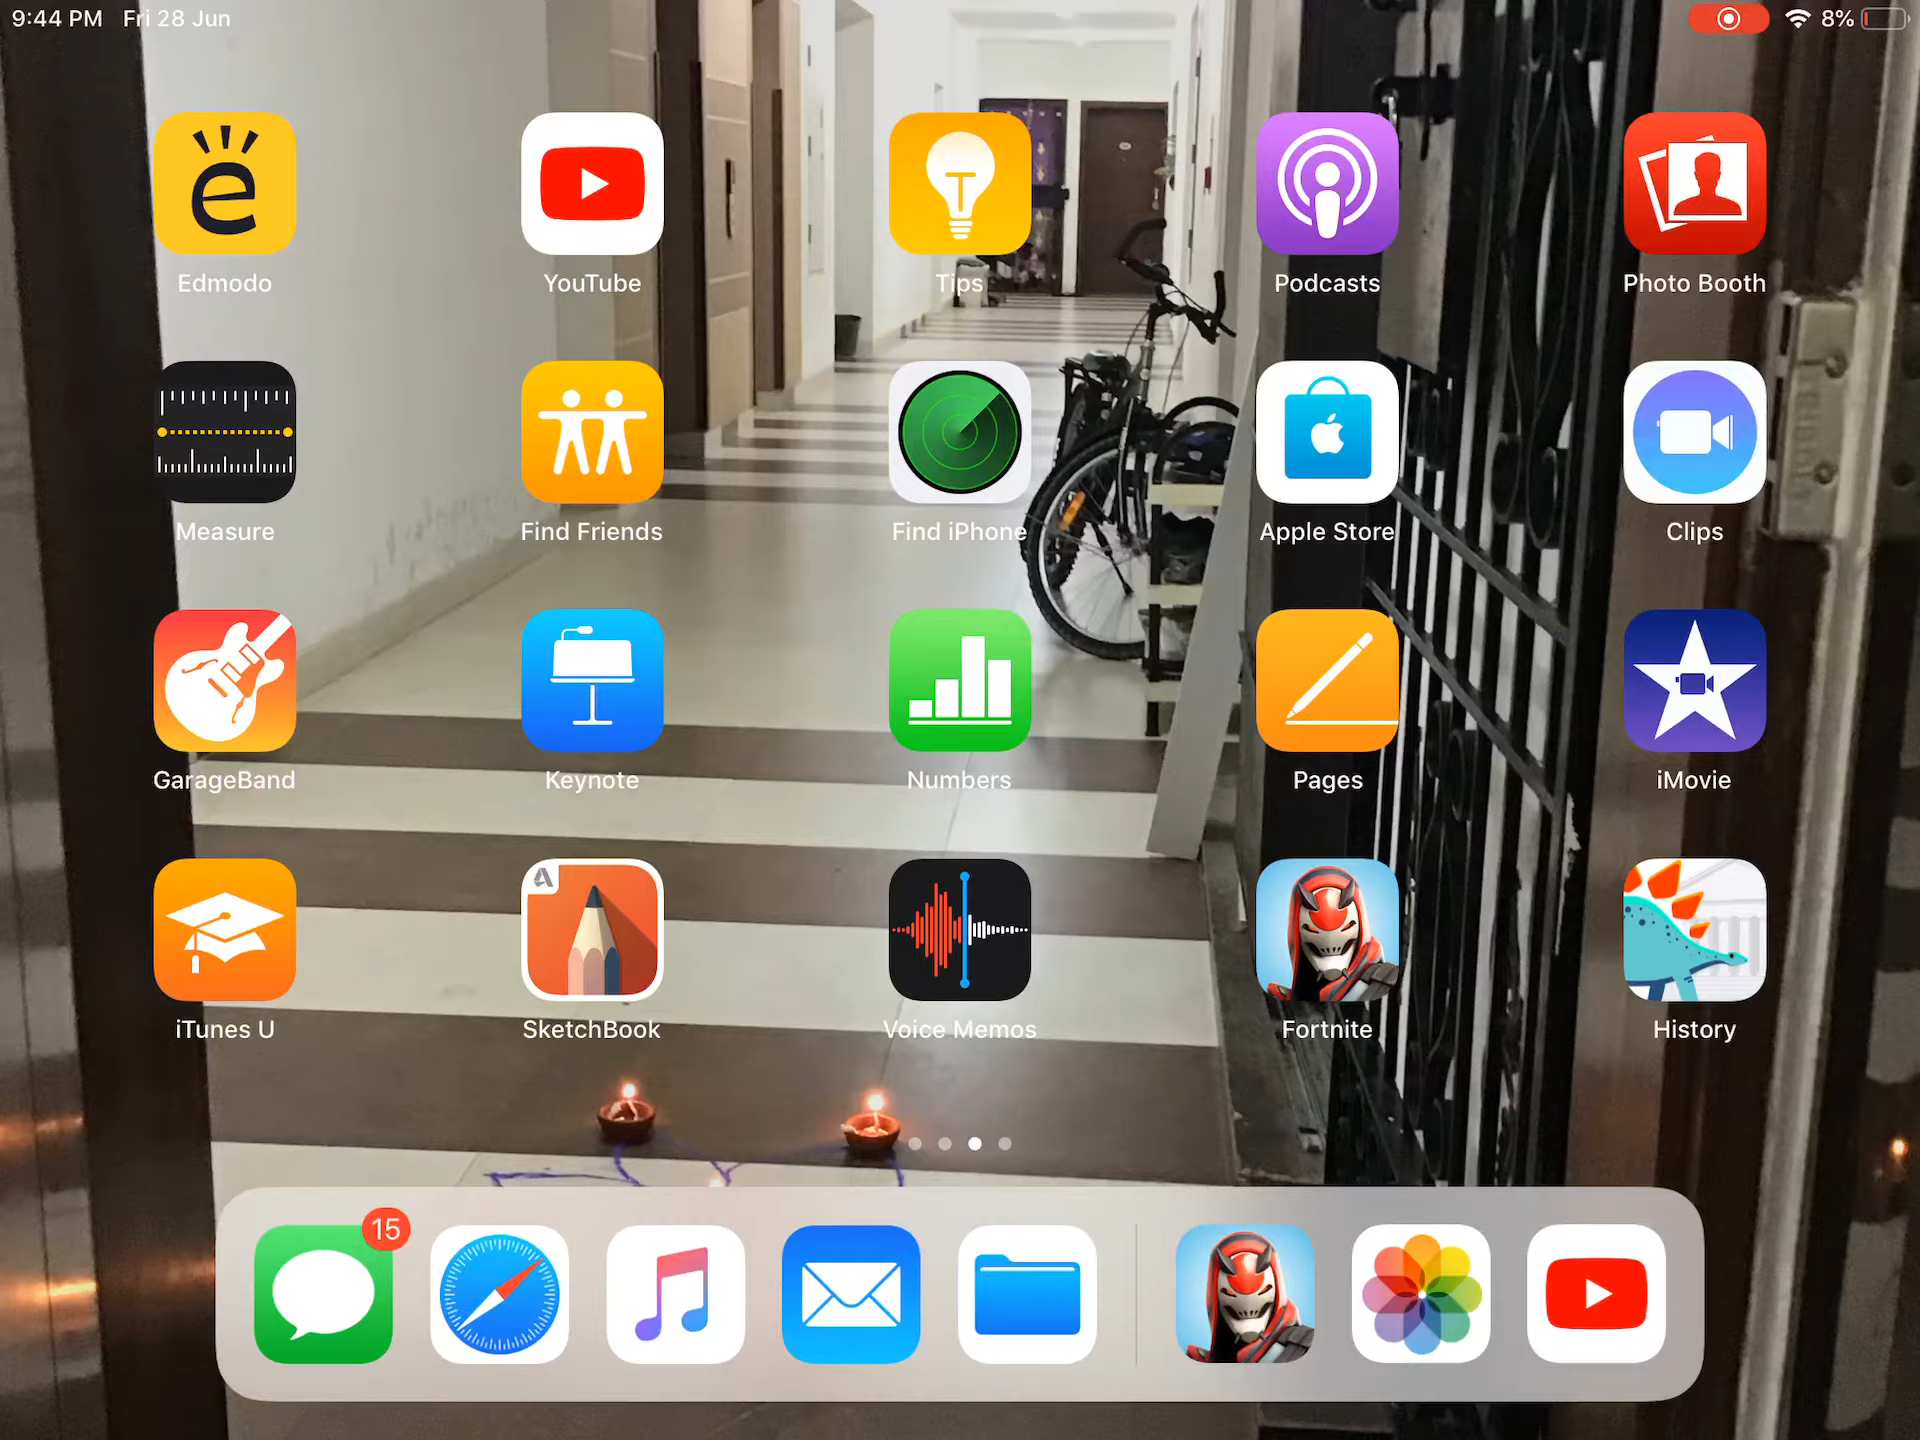 9:44 PM Fri 28 Jun 8%
Edmodo YouTube Tips Podcasts Photo Booth
Measure Find Friends Find iPhone Apple Store Clips
GarageBand Keynote Numbers Pages iMovie
iTunes U SketchBook Voice Memos Fortnite History
15